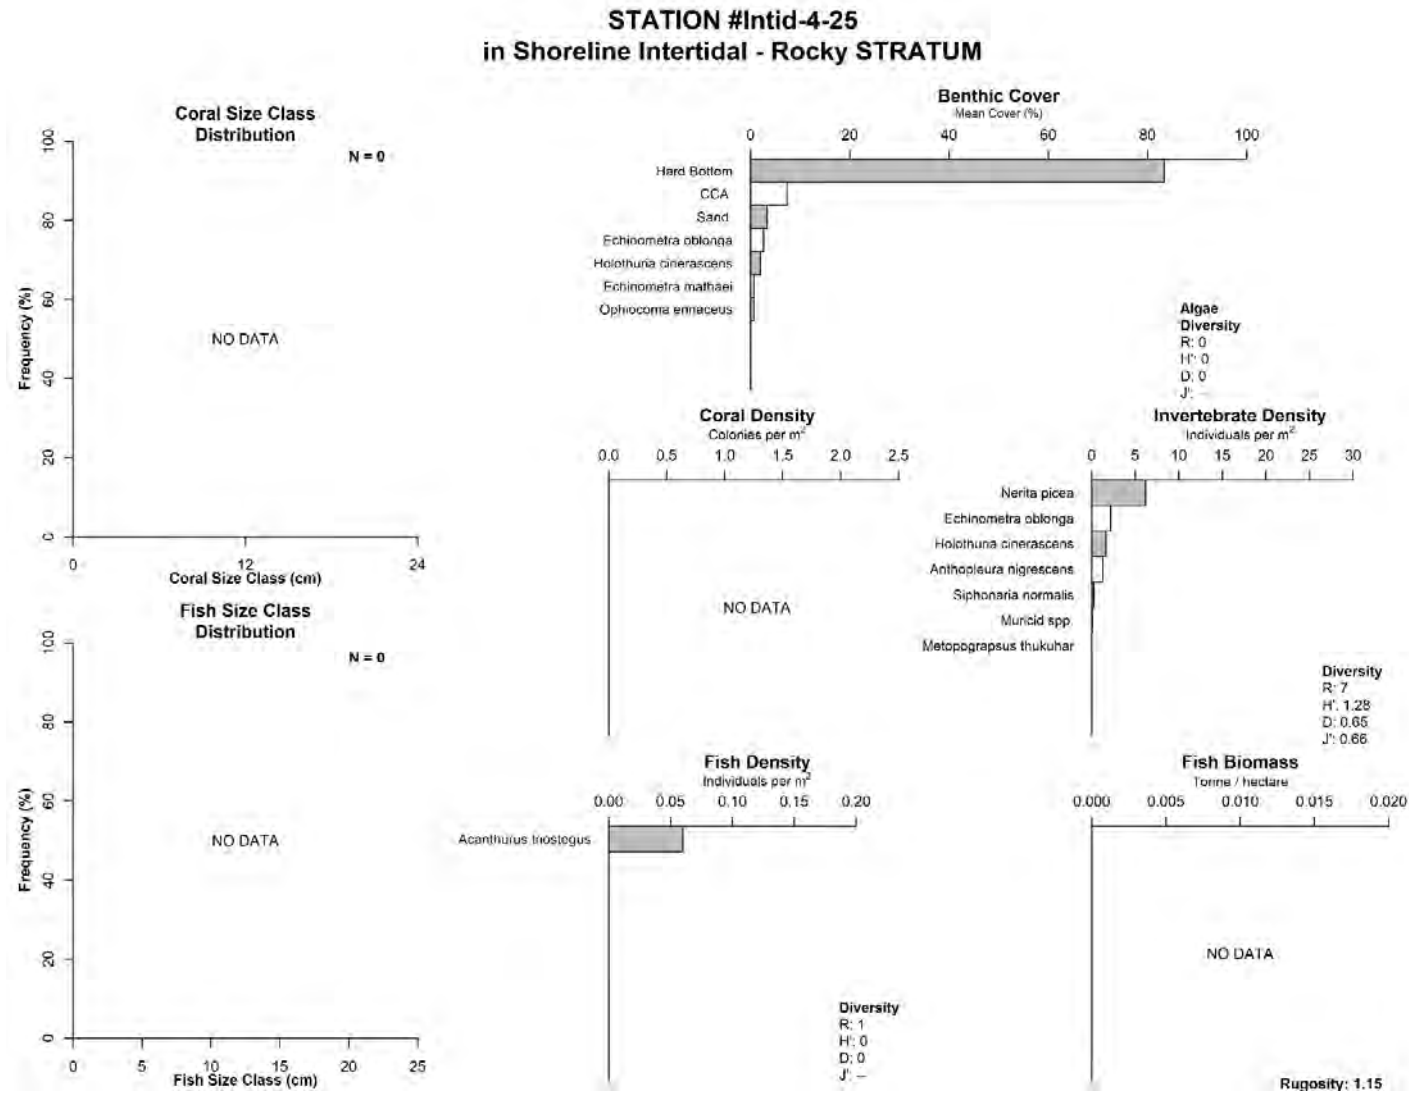 STATION #Intid-4-25
in Shoreline Intertidal - Rocky STRATUM
Coral Size Class
Distribution
N = 0
NO DATA
Frequency (%)
0 20 40 60 80 100
0 12 24
Coral Size Class (cm)
Benthic Cover
Mean Cover (%)
0 20 40 60 80 100
Hard Bottom
CCA
Sand
Echinometra oblonga
Holothuria cinerascens
Echinometra mathaei
Ophiocoma erinaceus
Algae
Diversity
R: 0
H': 0
D: 0
J': --
Coral Density
Colonies per m²
0.0 0.5 1.0 1.5 2.0 2.5
NO DATA
Invertebrate Density
Individuals per m²
0 5 10 15 20 25 30
Nerita picea
Echinometra oblonga
Holothuria cinerascens
Anthopleura nigrescens
Siphonaria normalis
Muricid spp.
Metopograpsus thukuhar
Diversity
R: 7
H': 1.28
D: 0.65
J': 0.66
Fish Size Class
Distribution
N = 0
NO DATA
Frequency (%)
0 20 40 60 80 100
0 5 10 15 20 25
Fish Size Class (cm)
Fish Density
Individuals per m²
0.00 0.05 0.10 0.15 0.20
Acanthurus triostegus
Diversity
R: 1
H': 0
D: 0
J': --
Fish Biomass
Tonne / hectare
0.000 0.005 0.010 0.015 0.020
NO DATA
Rugosity: 1.15